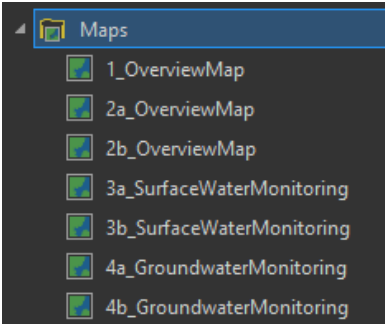 Maps
1_OverviewMap
2a_OverviewMap
2b_OverviewMap
3a_SurfaceWaterMonitoring
3b_SurfaceWaterMonitoring
4a_GroundwaterMonitoring
4b_GroundwaterMonitoring